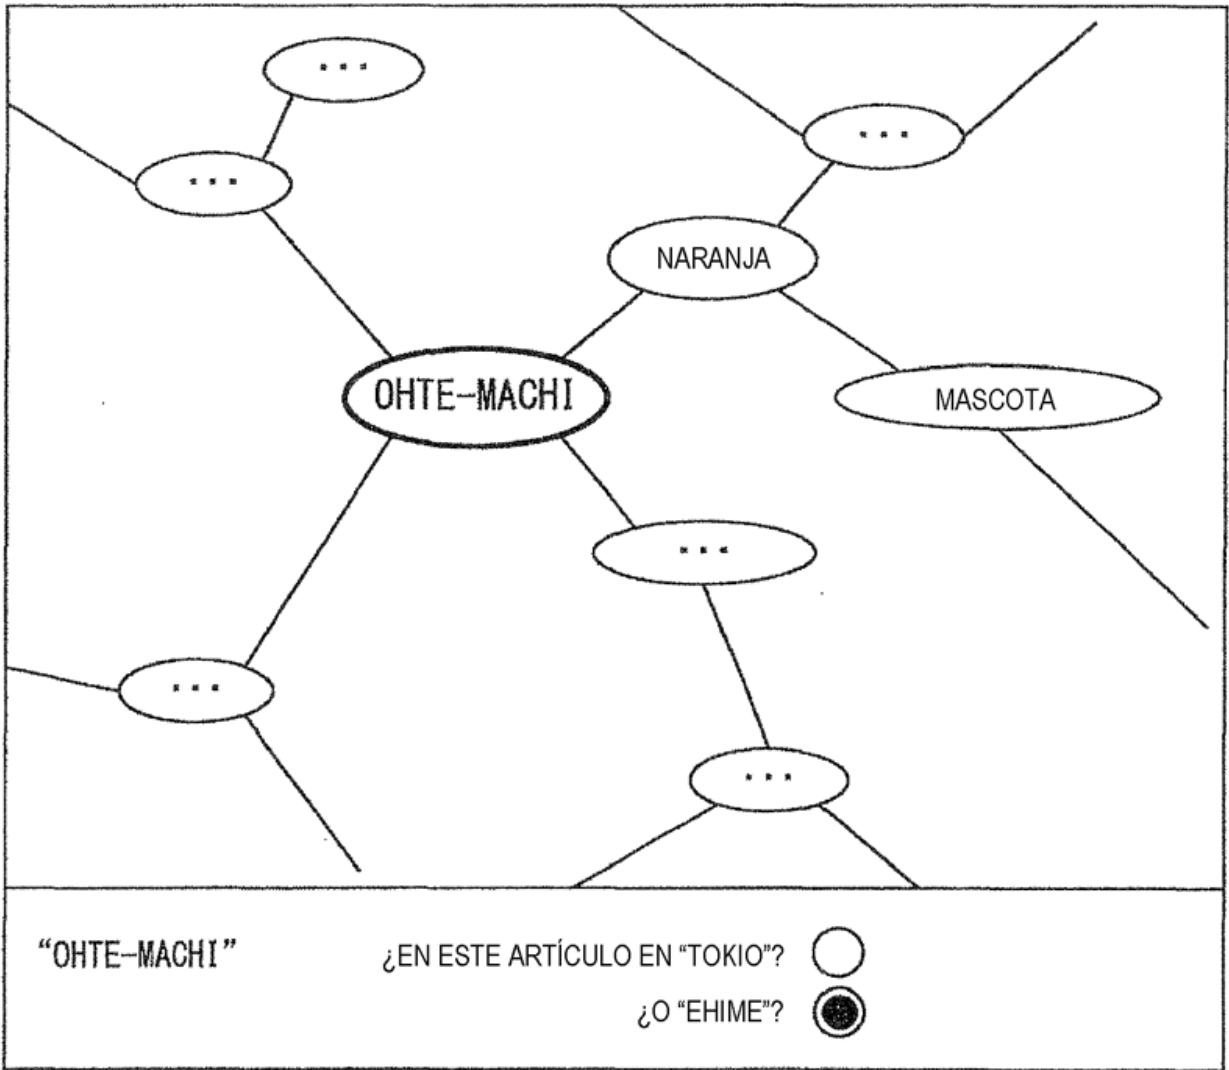 ...
...
...
NARANJA
OHTE-MACHI
MASCOTA
...
...
...
“OHTE-MACHI”
¿EN ESTE ARTÍCULO EN “TOKIO”?
¿O “EHIME”?